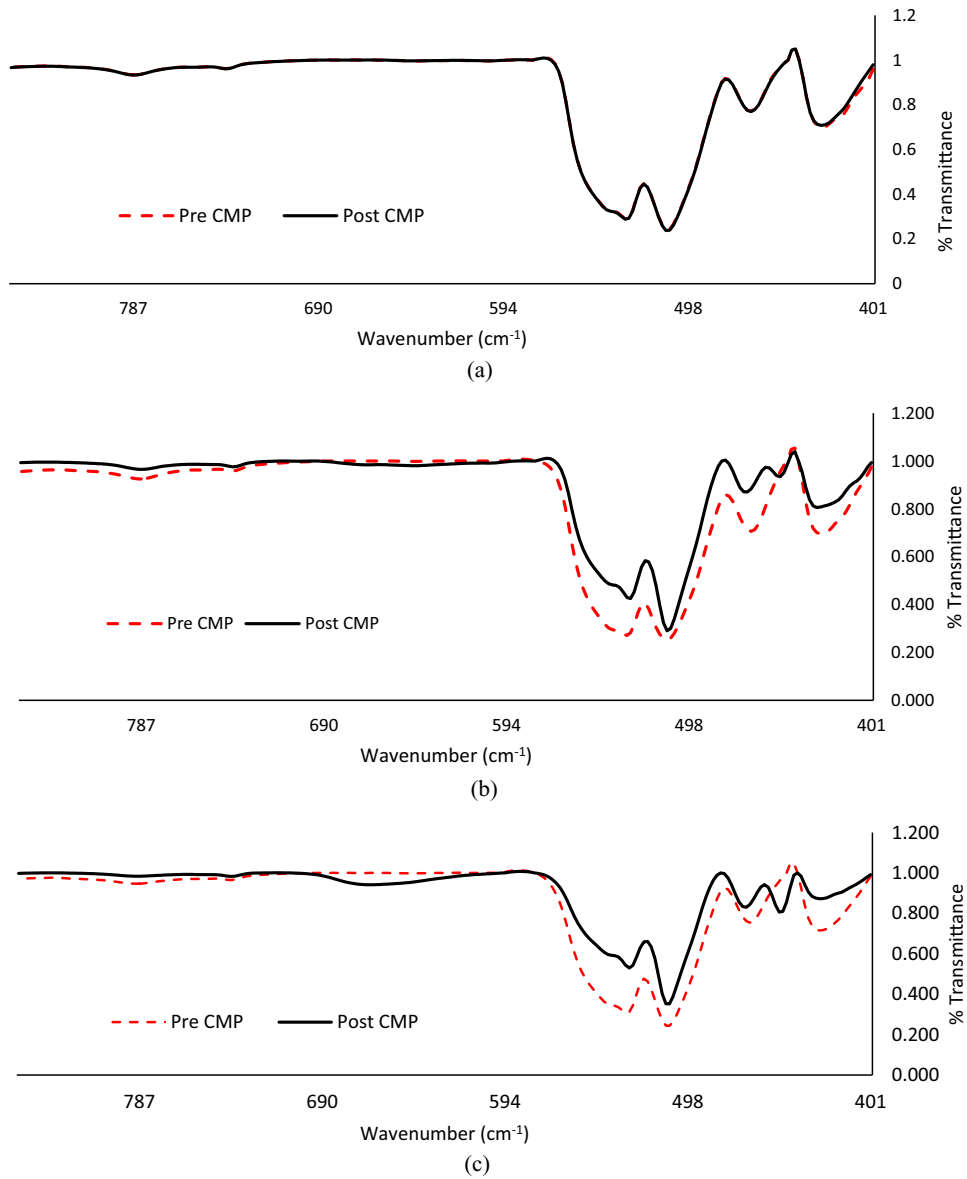 1.2
1
0.8
0.6
0.4
0.2
0
% Transmittance
Pre CMP
Post CMP
787
690
594
498
401
Wavenumber (cm⁻¹)
(a)
1.200
1.000
0.800
0.600
0.400
0.200
0.000
% Transmittance
Pre CMP
Post CMP
787
690
594
498
401
Wavenumber (cm⁻¹)
(b)
1.200
1.000
0.800
0.600
0.400
0.200
0.000
% Transmittance
Pre CMP
Post CMP
787
690
594
498
401
Wavenumber (cm⁻¹)
(c)